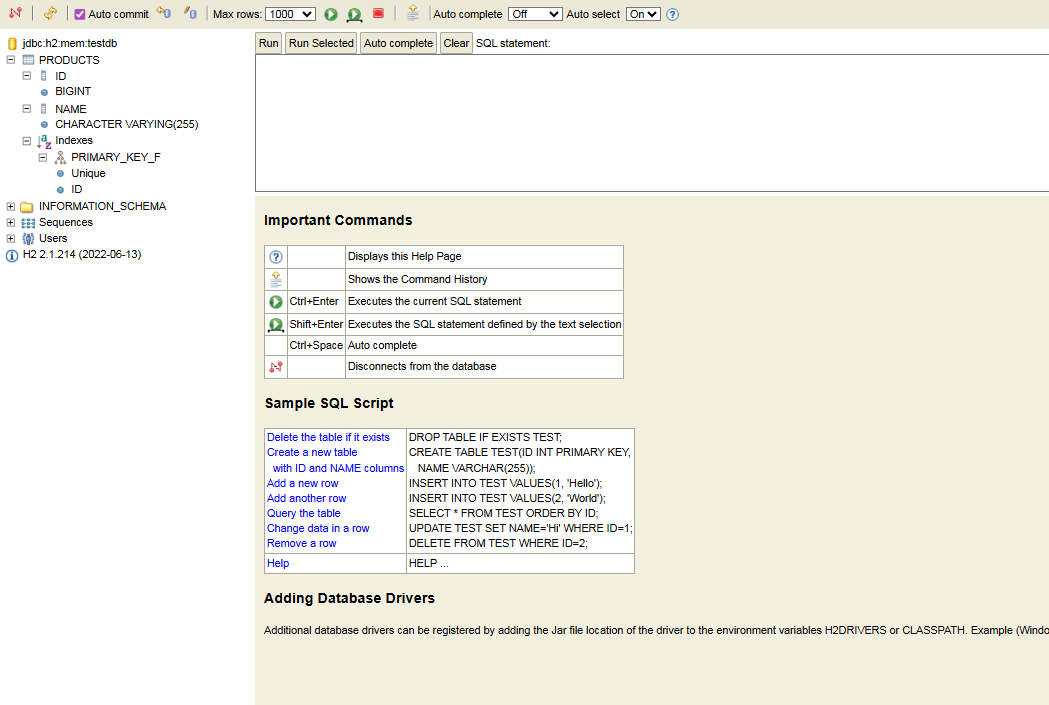 Auto commit Max rows: 1000 Auto complete Off Auto select On
jdbc:h2:mem:testdb
PRODUCTS
ID
BIGINT
NAME
CHARACTER VARYING(255)
Indexes
PRIMARY_KEY_F
Unique
ID
INFORMATION_SCHEMA
Sequences
Users
H2 2.1.214 (2022-06-13)
Run Run Selected Auto complete Clear SQL statement:
Important Commands
Displays this Help Page
Shows the Command History
Ctrl+Enter Executes the current SQL statement
Shift+Enter Executes the SQL statement defined by the text selection
Ctrl+Space Auto complete
Disconnects from the database
Sample SQL Script
Delete the table if it exists DROP TABLE IF EXISTS TEST;
Create a new table CREATE TABLE TEST(ID INT PRIMARY KEY,
with ID and NAME columns NAME VARCHAR(255));
Add a new row INSERT INTO TEST VALUES(1, 'Hello');
Add another row INSERT INTO TEST VALUES(2, 'World');
Query the table SELECT * FROM TEST ORDER BY ID;
Change data in a row UPDATE TEST SET NAME='Hi' WHERE ID=1;
Remove a row DELETE FROM TEST WHERE ID=2;
Help HELP ...
Adding Database Drivers
Additional database drivers can be registered by adding the Jar file location of the driver to the environment variables H2DRIVERS or CLASSPATH. Example (Windo